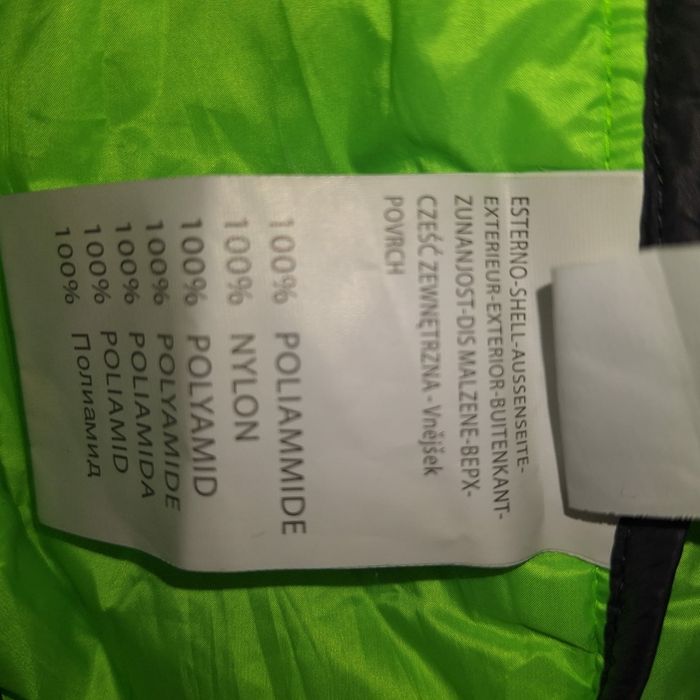 ESTERNO-SHELL-AUSSENSEITE-
EXTERIEUR-EXTERIOR-BUITENKANT-
ZUNANJOST-DIS MALZENE-BEPX-
CZEŚĆ ZEWNĘTRZNA - Vnějšek
POVRCH
100% POLIAMMIDE
100% NYLON
100% POLYAMID
100% POLYAMIDE
100% POLIAMIDA
100% POLIAMID
100% Полиамид